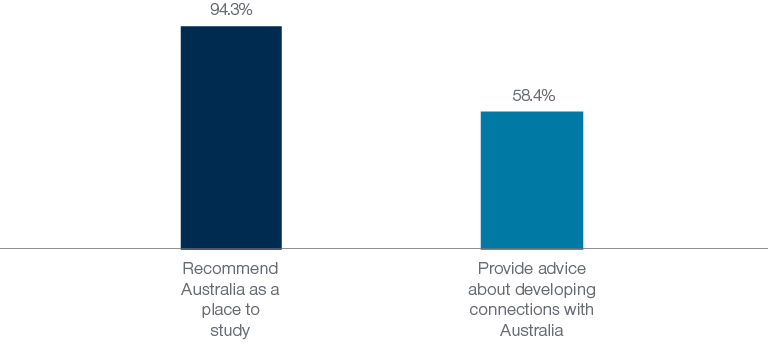 94.3%
58.4%
Recommend
Australia as a
place to
study
Provide advice
about developing
connections with
Australia